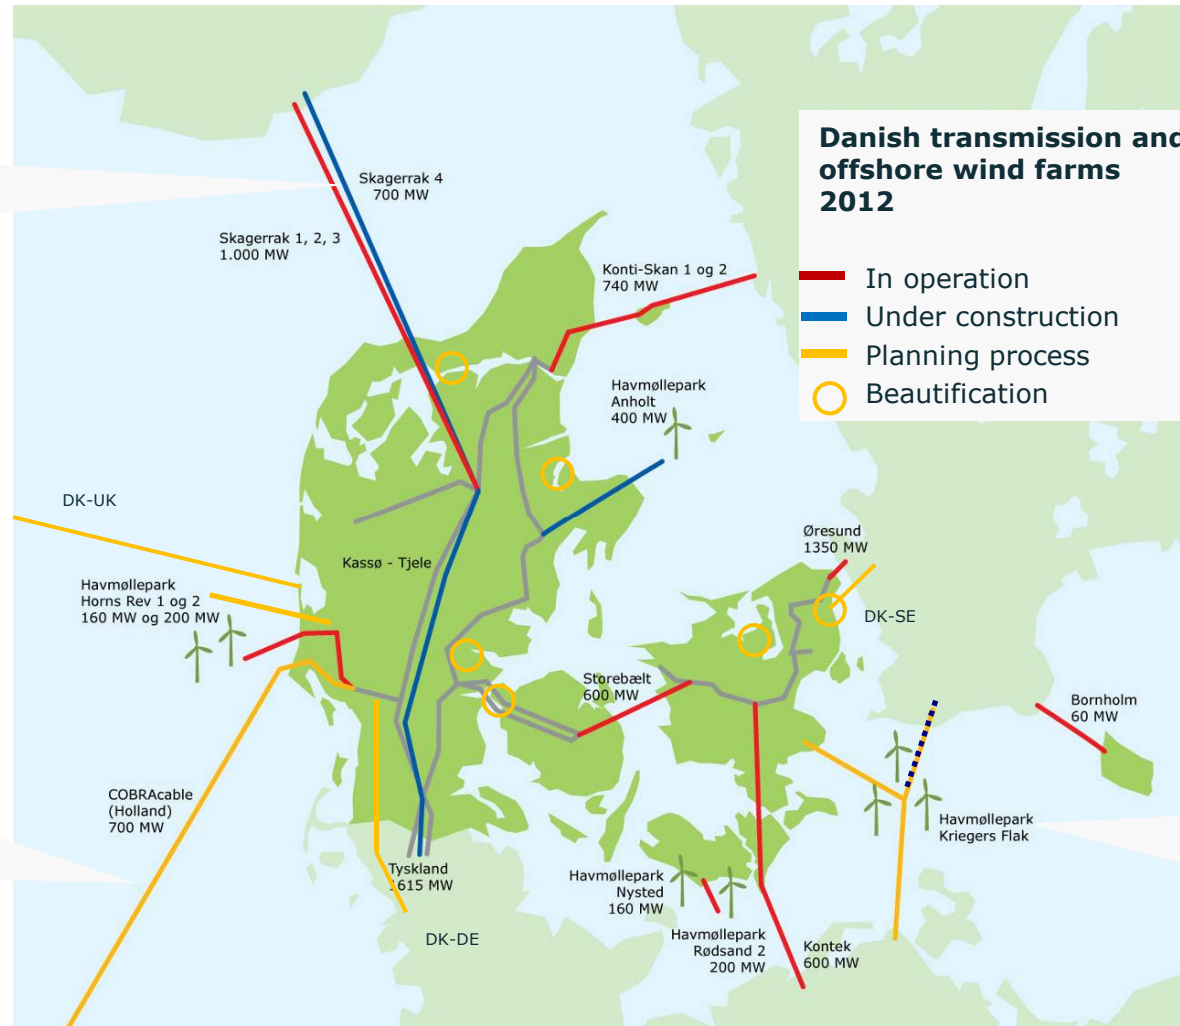 Danish transmission and
offshore wind farms
2012
In operation
Under construction
Planning process
Beautification
Skagerrak 4
700 MW
Skagerrak 1, 2, 3
1.000 MW
Konti-Skan 1 og 2
740 MW
Havmøllepark
Anholt
400 MW
DK-UK
Kassø - Tjele
Øresund
1350 MW
Havmøllepark
Horns Rev 1 og 2
160 MW og 200 MW
DK-SE
Storebælt
600 MW
Bornholm
60 MW
COBRAcable
(Holland)
700 MW
Havmøllepark
Kriegers Flak
Tyskland
1615 MW
Havmøllepark
Nysted
160 MW
Havmøllepark
Rødsand 2
200 MW
Kontek
600 MW
DK-DE